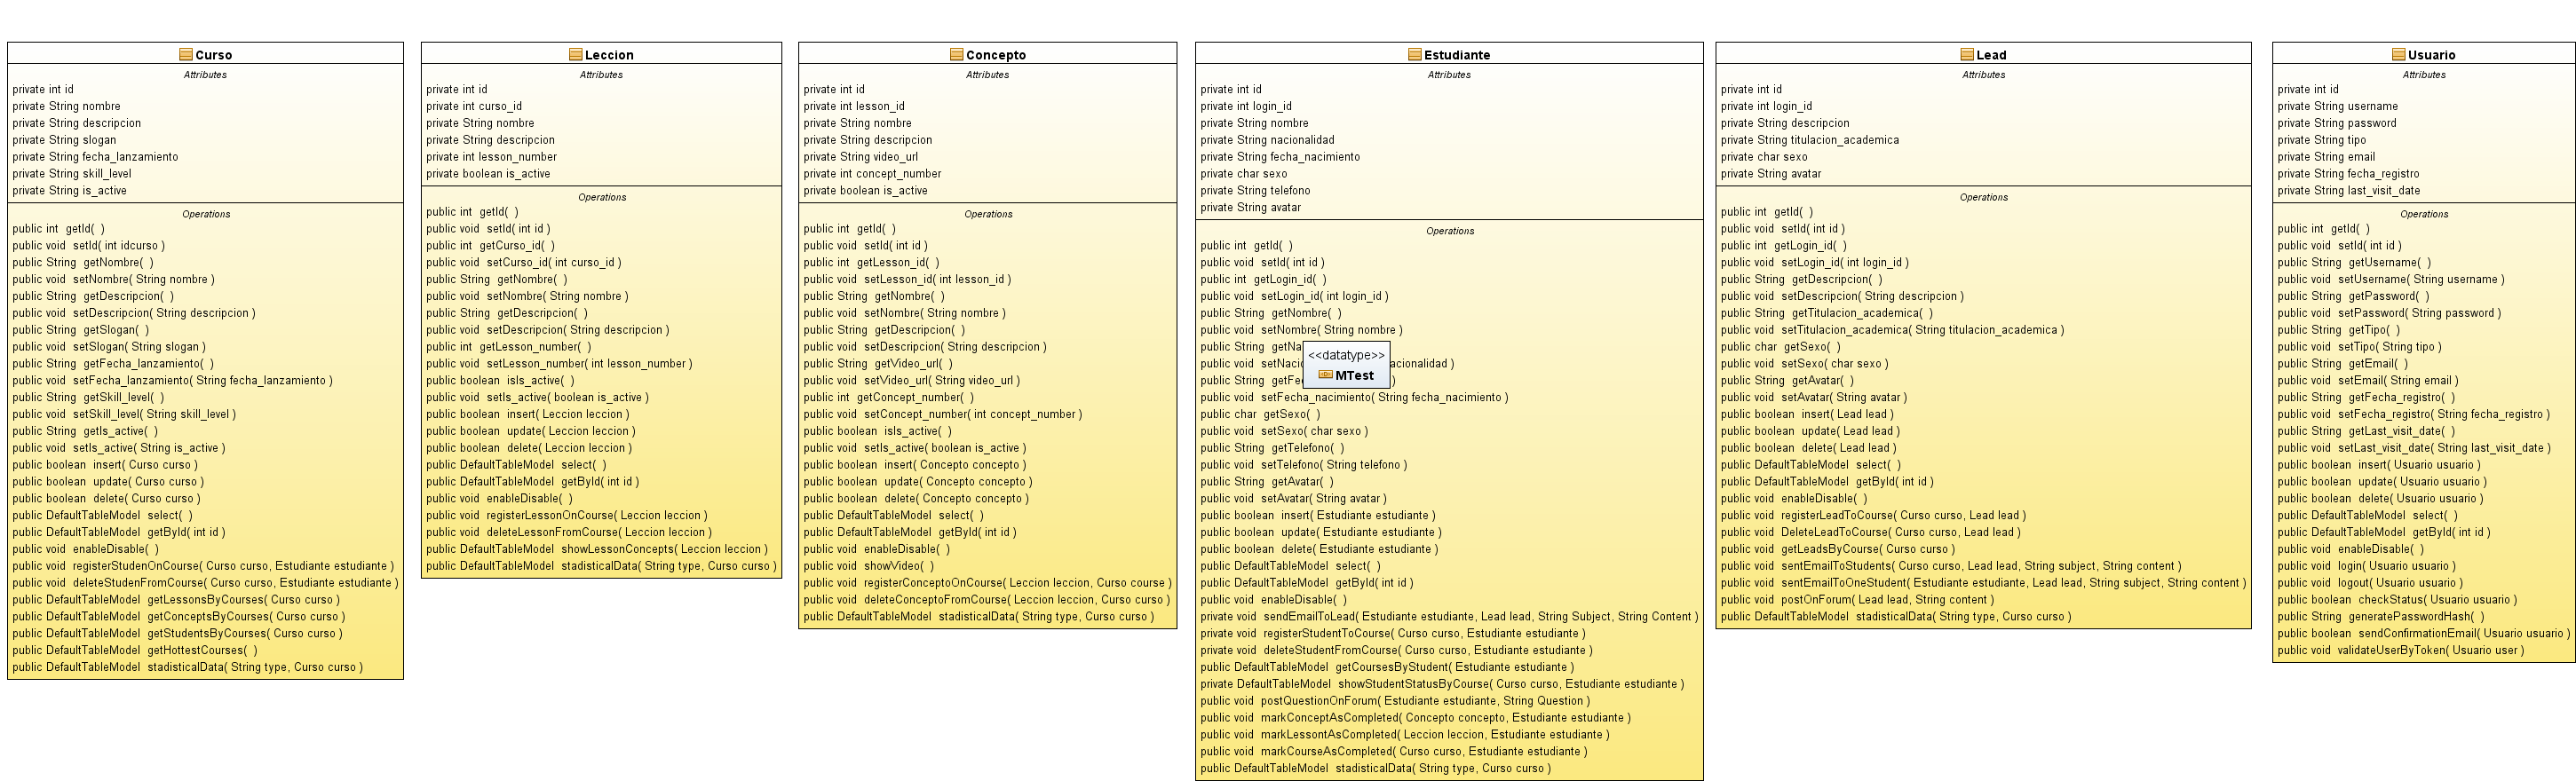 Curso
Attributes
private int id
private String nombre
private String descripcion
private String slogan
private String fecha_lanzamiento
private String skill_level
private String is_active
Operations
public int getId( )
public void setId( int idcurso )
public String getNombre( )
public void setNombre( String nombre )
public String getDescripcion( )
public void setDescripcion( String descripcion )
public String getSlogan( )
public void setSlogan( String slogan )
public String getFecha_lanzamiento( )
public void setFecha_lanzamiento( String fecha_lanzamiento )
public String getSkill_level( )
public void setSkill_level( String skill_level )
public String getIs_active( )
public void setIs_active( String is_active )
public boolean insert( Curso curso )
public boolean update( Curso curso )
public boolean delete( Curso curso )
public DefaultTableModel select( )
public DefaultTableModel getById( int id )
public void enableDisable( )
public void registerStudenOnCourse( Curso curso, Estudiante estudiante )
public void deleteStudenFromCourse( Curso curso, Estudiante estudiante )
public DefaultTableModel getLessonsByCourses( Curso curso )
public DefaultTableModel getConceptsByCourses( Curso curso )
public DefaultTableModel getStudentsByCourses( Curso curso )
public DefaultTableModel getHottestCourses( )
public DefaultTableModel stadisticalData( String type, Curso curso )
Leccion
Attributes
private int id
private int curso_id
private String nombre
private String descripcion
private int lesson_number
private boolean is_active
Operations
public int getId( )
public void setId( int id )
public int getCurso_id( )
public void setCurso_id( int curso_id )
public String getNombre( )
public void setNombre( String nombre )
public String getDescripcion( )
public void setDescripcion( String descripcion )
public int getLesson_number( )
public void setLesson_number( int lesson_number )
public boolean isIs_active( )
public void setIs_active( boolean is_active )
public boolean insert( Leccion leccion )
public boolean update( Leccion leccion )
public boolean delete( Leccion leccion )
public DefaultTableModel select( )
public DefaultTableModel getById( int id )
public void enableDisable( )
public void registerLessonOnCourse( Leccion leccion )
public void deleteLessonFromCourse( Leccion leccion )
public DefaultTableModel showLessonConcepts( Leccion leccion )
public DefaultTableModel stadisticalData( String type, Curso curso )
Concepto
Attributes
private int id
private int lesson_id
private String nombre
private String descripcion
private String video_url
private int concept_number
private boolean is_active
Operations
public int getId( )
public void setId( int id )
public int getLesson_id( )
public void setLesson_id( int lesson_id )
public String getNombre( )
public void setNombre( String nombre )
public String getDescripcion( )
public void setDescripcion( String descripcion )
public String getVideo_url( )
public void setVideo_url( String video_url )
public int getConcept_number( )
public void setConcept_number( int concept_number )
public boolean isIs_active( )
public void setIs_active( boolean is_active )
public boolean insert( Concepto concepto )
public boolean update( Concepto concepto )
public boolean delete( Concepto concepto )
public DefaultTableModel select( )
public DefaultTableModel getById( int id )
public void enableDisable( )
public void showVideo( )
public void registerConceptoOnCourse( Leccion leccion, Curso course )
public void deleteConceptoFromCourse( Leccion leccion, Curso curso )
public DefaultTableModel stadisticalData( String type, Curso curso )
Estudiante
Attributes
private int id
private int login_id
private String nombre
private String nacionalidad
private String fecha_nacimiento
private char sexo
private String telefono
private String avatar
Operations
public int getId( )
public void setId( int id )
public int getLogin_id( )
public void setLogin_id( int login_id )
public String getNombre( )
public void setNombre( String nombre )
public String getNa
public void setNaci acionalidad )
public String getFe )
<<datatype>>
MTest
public void setFecha_nacimiento( String fecha_nacimiento )
public char getSexo( )
public void setSexo( char sexo )
public String getTelefono( )
public void setTelefono( String telefono )
public String getAvatar( )
public void setAvatar( String avatar )
public boolean insert( Estudiante estudiante )
public boolean update( Estudiante estudiante )
public boolean delete( Estudiante estudiante )
public DefaultTableModel select( )
public DefaultTableModel getById( int id )
public void enableDisable( )
private void sendEmailToLead( Estudiante estudiante, Lead lead, String Subject, String Content )
private void registerStudentToCourse( Curso curso, Estudiante estudiante )
private void deleteStudentFromCourse( Curso curso, Estudiante estudiante )
public DefaultTableModel getCoursesByStudent( Estudiante estudiante )
private DefaultTableModel showStudentStatusByCourse( Curso curso, Estudiante estudiante )
public void postQuestionOnForum( Estudiante estudiante, String Question )
public void markConceptAsCompleted( Concepto concepto, Estudiante estudiante )
public void markLessontAsCompleted( Leccion leccion, Estudiante estudiante )
public void markCourseAsCompleted( Curso curso, Estudiante estudiante )
public DefaultTableModel stadisticalData( String type, Curso curso )
Lead
Attributes
private int id
private int login_id
private String descripcion
private String titulacion_academica
private char sexo
private String avatar
Operations
public int getId( )
public void setId( int id )
public int getLogin_id( )
public void setLogin_id( int login_id )
public String getDescripcion( )
public void setDescripcion( String descripcion )
public String getTitulacion_academica( )
public void setTitulacion_academica( String titulacion_academica )
public char getSexo( )
public void setSexo( char sexo )
public String getAvatar( )
public void setAvatar( String avatar )
public boolean insert( Lead lead )
public boolean update( Lead lead )
public boolean delete( Lead lead )
public DefaultTableModel select( )
public DefaultTableModel getById( int id )
public void enableDisable( )
public void registerLeadToCourse( Curso curso, Lead lead )
public void DeleteLeadToCourse( Curso curso, Lead lead )
public void getLeadsByCourse( Curso curso )
public void sentEmailToStudents( Curso curso, Lead lead, String subject, String content )
public void sentEmailToOneStudent( Estudiante estudiante, Lead lead, String subject, String content )
public void postOnForum( Lead lead, String content )
public DefaultTableModel stadisticalData( String type, Curso curso )
Usuario
Attributes
private int id
private String username
private String password
private String tipo
private String email
private String fecha_registro
private String last_visit_date
Operations
public int getId( )
public void setId( int id )
public String getUsername( )
public void setUsername( String username )
public String getPassword( )
public void setPassword( String password )
public String getTipo( )
public void setTipo( String tipo )
public String getEmail( )
public void setEmail( String email )
public String getFecha_registro( )
public void setFecha_registro( String fecha_registro )
public String getLast_visit_date( )
public void setLast_visit_date( String last_visit_date )
public boolean insert( Usuario usuario )
public boolean update( Usuario usuario )
public boolean delete( Usuario usuario )
public DefaultTableModel select( )
public DefaultTableModel getById( int id )
public void enableDisable( )
public void login( Usuario usuario )
public void logout( Usuario usuario )
public boolean checkStatus( Usuario usuario )
public String generatePasswordHash( )
public boolean sendConfirmationEmail( Usuario usuario )
public void validateUserByToken( Usuario user )